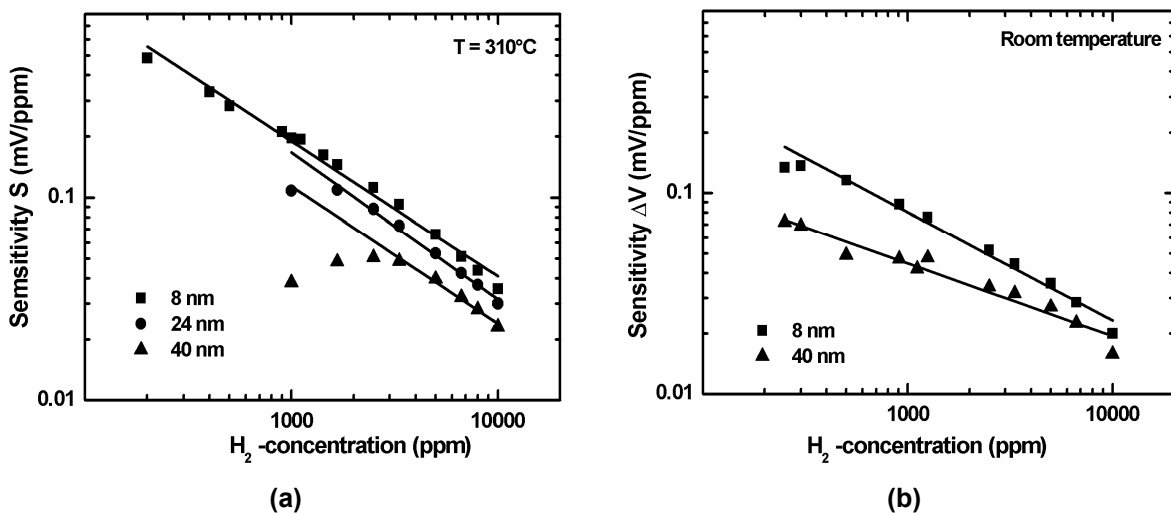 T = 310°C
Semsitivity S (mV/ppm)
0.1
0.01
8 nm
24 nm
40 nm
1000
10000
H₂ -concentration (ppm)
(a)
Room temperature
Sensitivity ΔV (mV/ppm)
0.1
0.01
8 nm
40 nm
1000
10000
H₂ -concentration (ppm)
(b)